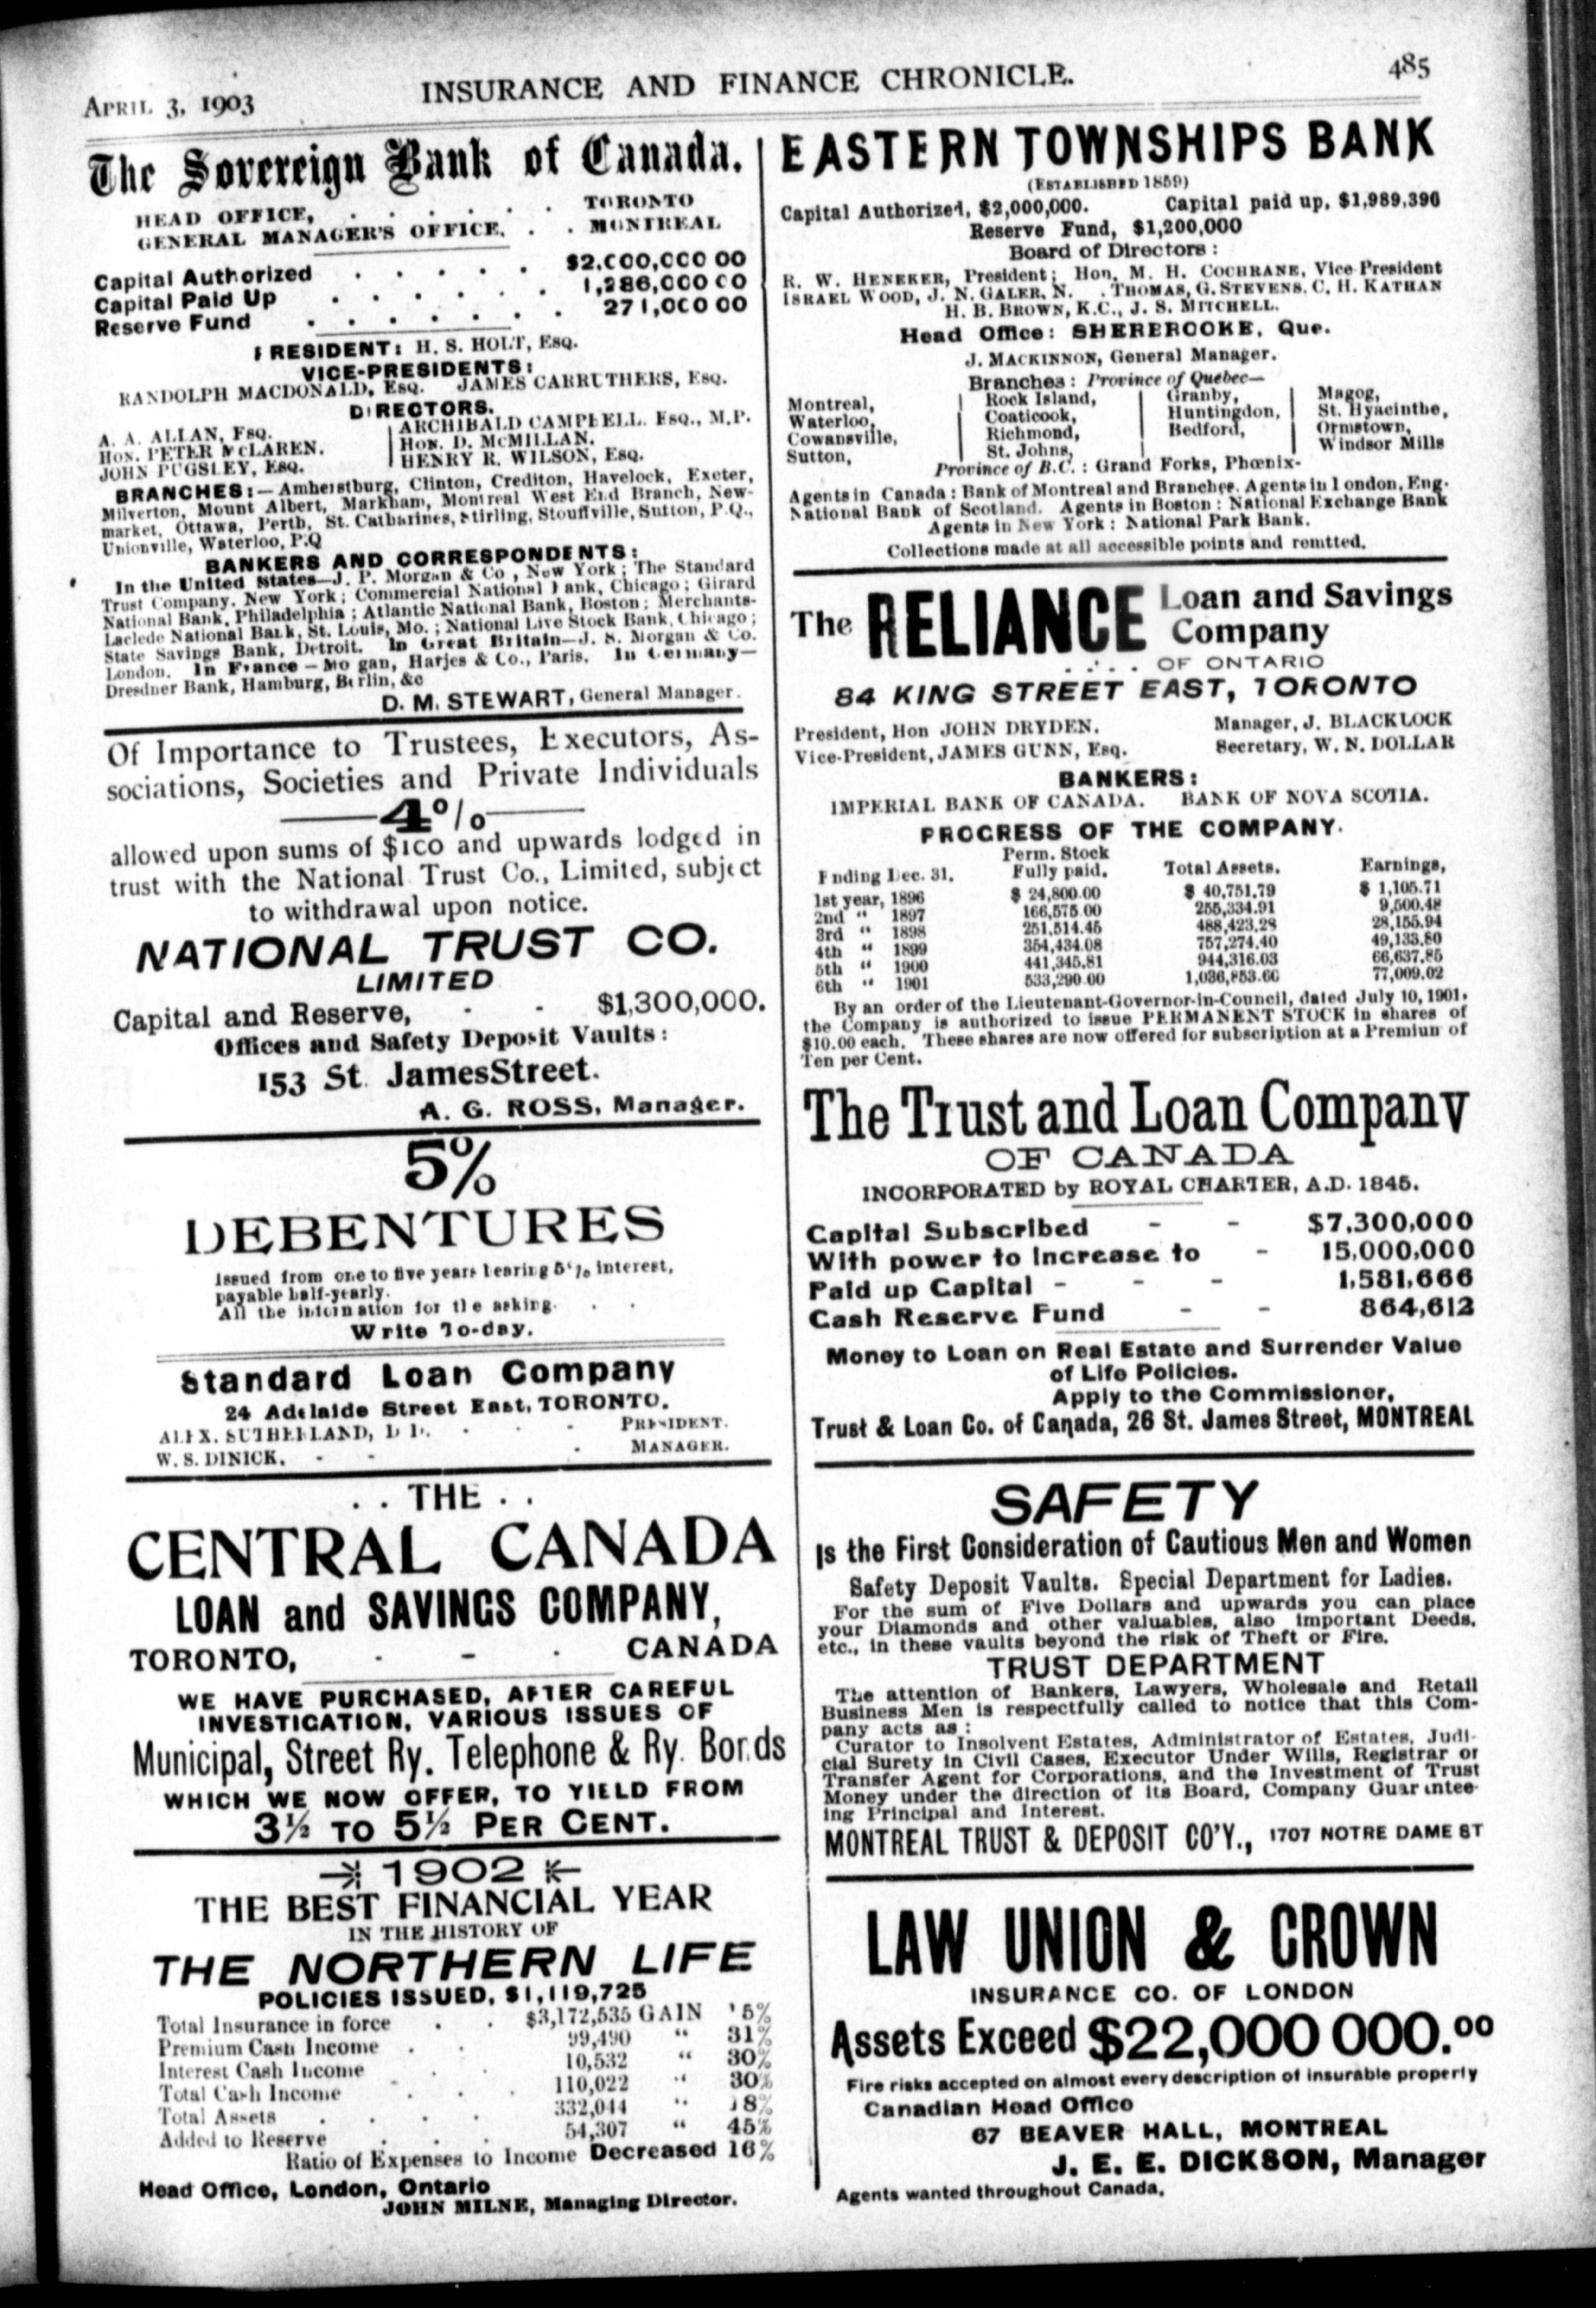 APRIL 3, 1903
INSURANCE AND FINANCE CHRONICLE.
485
The Sovereign Bank of Canada.
HEAD OFFICE, . . . . . . TORONTO
GENERAL MANAGER'S OFFICE, . . MONTREAL
Capital Authorized . . . . . $2,000,000 00
Capital Paid Up . . . . . . 1,286,000 00
Reserve Fund . . . . . . 271,000 00
PRESIDENT: H. S. HOLT, Esq.
VICE-PRESIDENTS:
RANDOLPH MACDONALD, Esq. JAMES CARRUTHERS, Esq.
DIRECTORS.
A. A. ALLAN, Esq.
HON. PETER McLAREN.
JOHN PUGSLEY, Esq.
ARCHIBALD CAMPBELL, Esq., M.P.
HON. D. McMILLAN.
HENRY R. WILSON, Esq.
BRANCHES:—Amherstburg, Clinton, Crediton, Havelock, Exeter,
Milverton, Mount Albert, Markham, Montreal West End Branch, New-
market, Ottawa, Perth, St. Catharines, Stirling, Stouffville, Sutton, P.Q.,
Unionville, Waterloo, P.Q
BANKERS AND CORRESPONDENTS:
In the United States—J. P. Morgan & Co, New York; The Standard
Trust Company, New York; Commercial National Bank, Chicago; Girard
National Bank, Philadelphia; Atlantic National Bank, Boston; Merchants-
Laclede National Bank, St. Louis, Mo.; National Live Stock Bank, Chicago;
State Savings Bank, Detroit. In Great Britain—J. S. Morgan & Co.
London. In France—Mo gan, Harjes & Co., Paris. In Germany—
Dresdner Bank, Hamburg, Berlin, &c
D. M. STEWART, General Manager.
Of Importance to Trustees, Executors, As-
sociations, Societies and Private Individuals
4%
allowed upon sums of $100 and upwards lodged in
trust with the National Trust Co., Limited, subject
to withdrawal upon notice.
NATIONAL TRUST CO.
LIMITED
Capital and Reserve, - - $1,300,000.
Offices and Safety Deposit Vaults:
153 St. James Street.
A. G. ROSS, Manager.
5%
DEBENTURES
Issued from one to five years bearing 5% interest,
payable half-yearly.
All the information for the asking. . .
Write To-day.
Standard Loan Company
24 Adelaide Street East, TORONTO.
ALEX. SUTHERLAND, D D. - - - PRESIDENT.
W. S. DINICK, - - - MANAGER.
. . THE . .
CENTRAL CANADA
LOAN and SAVINGS COMPANY,
TORONTO, - - - CANADA
WE HAVE PURCHASED, AFTER CAREFUL
INVESTIGATION, VARIOUS ISSUES OF
Municipal, Street Ry. Telephone & Ry. Bonds
WHICH WE NOW OFFER, TO YIELD FROM
3½ TO 5½ PER CENT.
1902
THE BEST FINANCIAL YEAR
IN THE HISTORY OF
THE NORTHERN LIFE
POLICIES ISSUED, $1,119,725
Total Insurance in force . . $3,172,535 GAIN 5%
Premium Cash Income . . 99,490 “ 31%
Interest Cash Income . 10,532 “ 30%
Total Cash Income . . . 110,022 “ 30%
Total Assets . . . . 332,044 “ 18%
Added to Reserve . . . 54,307 “ 45%
Ratio of Expenses to Income Decreased 16%
Head Office, London, Ontario
JOHN MILNE, Managing Director.
EASTERN TOWNSHIPS BANK
(ESTABLISHED 1859)
Capital Authorized, $2,000,000. Capital paid up, $1,989,390
Reserve Fund, $1,200,000
Board of Directors:
R. W. HENEKER, President; Hon. M. H. COCHRANE, Vice-President
ISRAEL WOOD, J. N. GALER, N. . THOMAS, G. STEVENS, C. H. KATHAN
H. B. BROWN, K.C., J. S. MITCHELL.
Head Office: SHERBROOKE, Que.
J. MACKINNON, General Manager.
Branches: Province of Quebec—
Montreal, | Rock Island, | Granby, | Magog,
Waterloo, | Coaticook, | Huntingdon, | St. Hyacinthe,
Cowansville, | Richmond, | Bedford, | Ormstown,
Sutton, | St. Johns, | Windsor Mills
Province of B.C.: Grand Forks, Phœnix-
Agents in Canada: Bank of Montreal and Branches. Agents in London, Eng.
National Bank of Scotland. Agents in Boston: National Exchange Bank
Agents in New York: National Park Bank.
Collections made at all accessible points and remitted.
The RELIANCE Loan and Savings
Company
. . . . OF ONTARIO
84 KING STREET EAST, TORONTO
President, Hon JOHN DRYDEN. Manager, J. BLACKLOCK
Vice-President, JAMES GUNN, Esq. Secretary, W. N. DOLLAR
BANKERS:
IMPERIAL BANK OF CANADA. BANK OF NOVA SCOTIA.
PROGRESS OF THE COMPANY.
Perm. Stock
Ending Dec. 31. Fully paid. Total Assets. Earnings,
1st year, 1896 $ 24,800.00 $ 40,751.79 $ 1,105.71
2nd “ 1897 166,575.00 255,334.91 9,500.48
3rd “ 1898 251,514.45 488,423.28 28,155.94
4th “ 1899 354,434.08 757,274.40 49,133.80
5th “ 1900 441,345.81 944,316.03 66,637.85
6th “ 1901 533,290.00 1,036,853.60 77,009.02
By an order of the Lieutenant-Governor-in-Council, dated July 10, 1901,
the Company is authorized to issue PERMANENT STOCK in shares of
$10.00 each. These shares are now offered for subscription at a Premiun of
Ten per Cent.
The Trust and Loan Company
OF CANADA
INCORPORATED by ROYAL CHARTER, A.D. 1845.
Capital Subscribed - - $7,300,000
With power to Increase to - 15,000,000
Paid up Capital - - - 1,581,666
Cash Reserve Fund - - 864,612
Money to Loan on Real Estate and Surrender Value
of Life Policies.
Apply to the Commissioner,
Trust & Loan Co. of Canada, 26 St. James Street, MONTREAL
SAFETY
Is the First Consideration of Cautious Men and Women
Safety Deposit Vaults. Special Department for Ladies.
For the sum of Five Dollars and upwards you can place
your Diamonds and other valuables, also important Deeds,
etc., in these vaults beyond the risk of Theft or Fire.
TRUST DEPARTMENT
The attention of Bankers, Lawyers, Wholesale and Retail
Business Men is respectfully called to notice that this Com-
pany acts as:
Curator to Insolvent Estates, Administrator of Estates, Judi-
cial Surety in Civil Cases, Executor Under Wills, Registrar or
Transfer Agent for Corporations, and the Investment of Trust
Money under the direction of its Board, Company Guarantee-
ing Principal and Interest.
MONTREAL TRUST & DEPOSIT CO'Y., 1707 NOTRE DAME ST
LAW UNION & CROWN
INSURANCE CO. OF LONDON
Assets Exceed $22,000 000.00
Fire risks accepted on almost every description of insurable property
Canadian Head Office
67 BEAVER HALL, MONTREAL
J. E. E. DICKSON, Manager
Agents wanted throughout Canada,